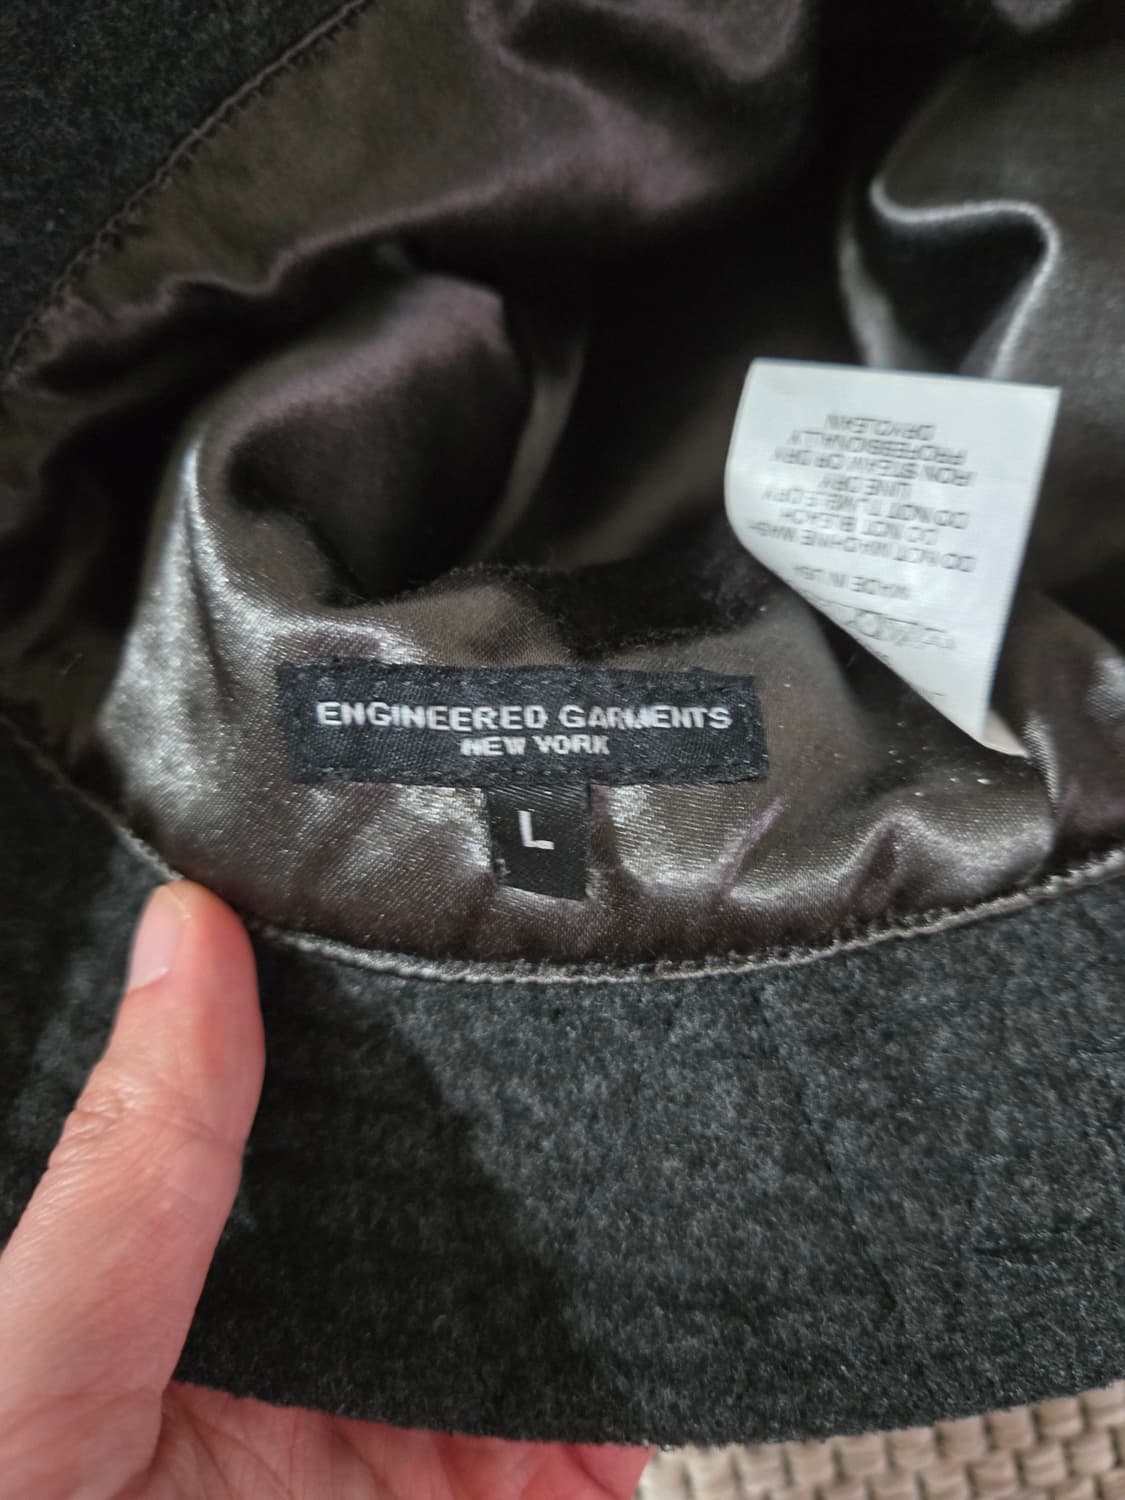 ENGINEERED GARMENTS
NEW YORK
L
MADE IN USA
DO NOT MACHINE WASH
DO NOT BLEACH
DO NOT TUMBLE DRY
LINE DRY
IRON STEAM OR DRY
PROFESSIONALLY
DRYCLEAN